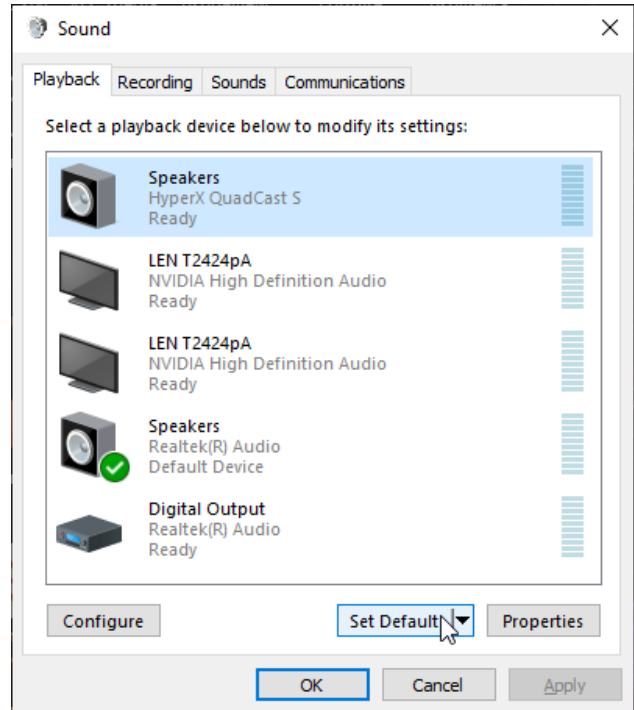 Sound
Playback Recording Sounds Communications
Select a playback device below to modify its settings:
Speakers
HyperX QuadCast S
Ready
LEN T2424pA
NVIDIA High Definition Audio
Ready
LEN T2424pA
NVIDIA High Definition Audio
Ready
Speakers
Realtek(R) Audio
Default Device
Digital Output
Realtek(R) Audio
Ready
Configure Set Default Properties
OK Cancel Apply